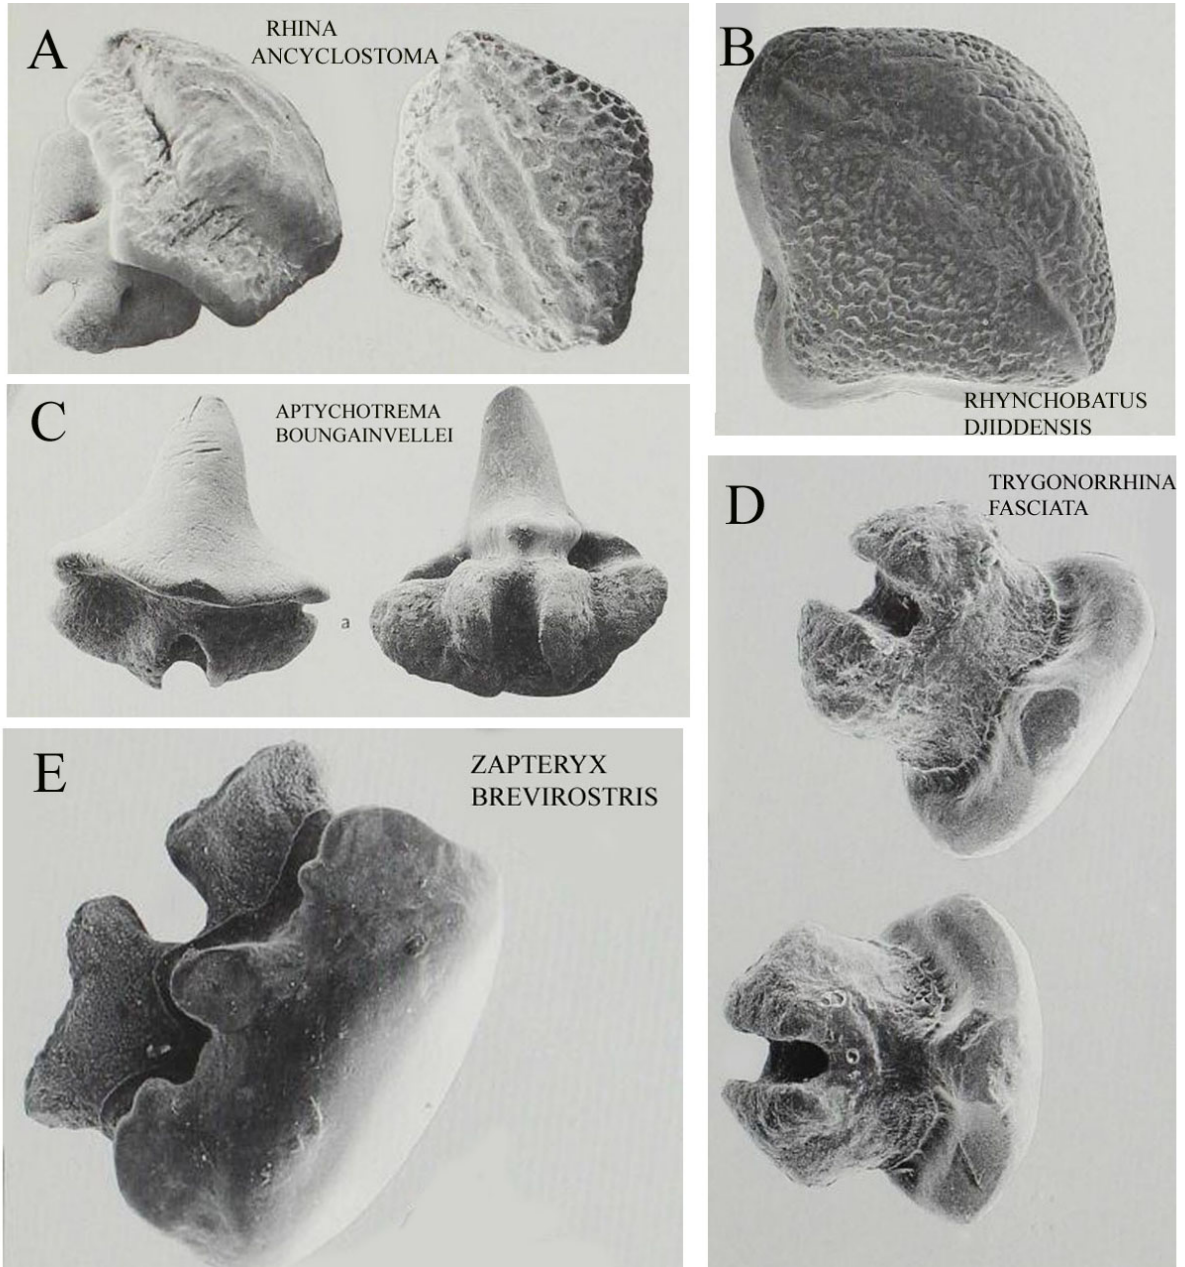 A
RHINA
ANCYCLOSTOMA
B
RHYNCHOBATUS
DJIDDENSIS
C
APTYCHOTREMA
BOUNGAINVELLEI
a
D
TRYGONORRHINA
FASCIATA
E
ZAPTERYX
BREVIROSTRIS